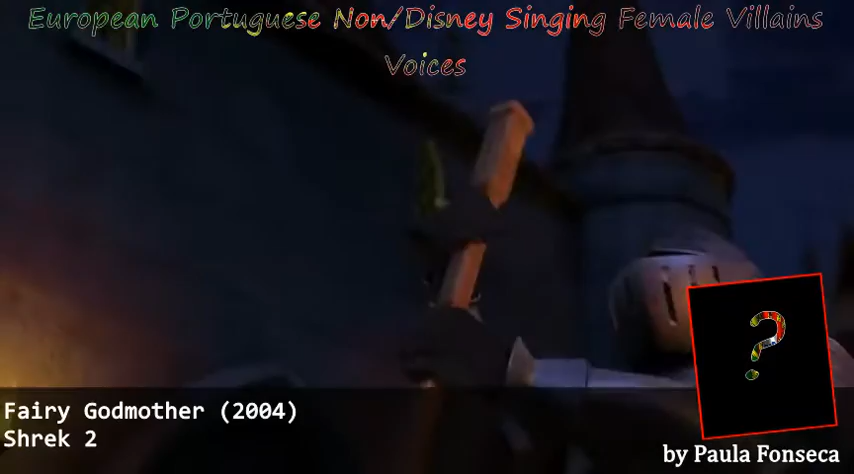 European Portuguese Non/Disney Singing Female Villains
Voices
?
Fairy Godmother (2004)
Shrek 2
by Paula Fonseca